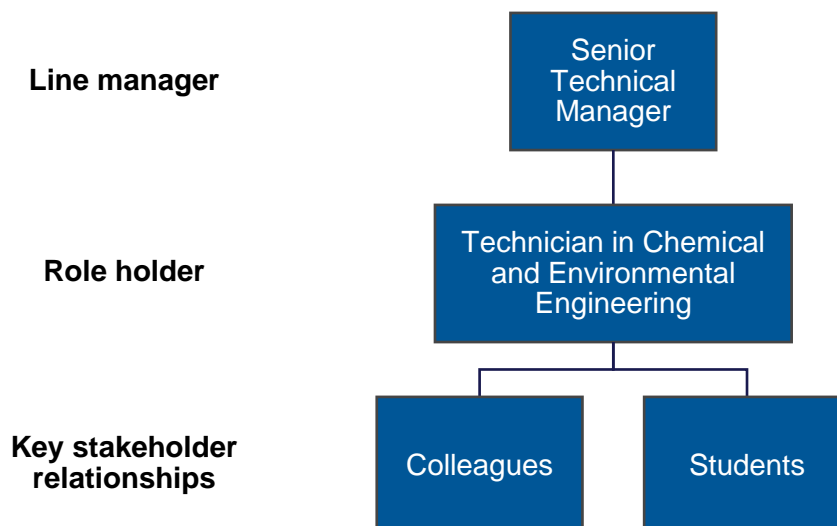 Line manager
Senior
Technical
Manager
Role holder
Technician in Chemical
and Environmental
Engineering
Key stakeholder
relationships
Colleagues
Students